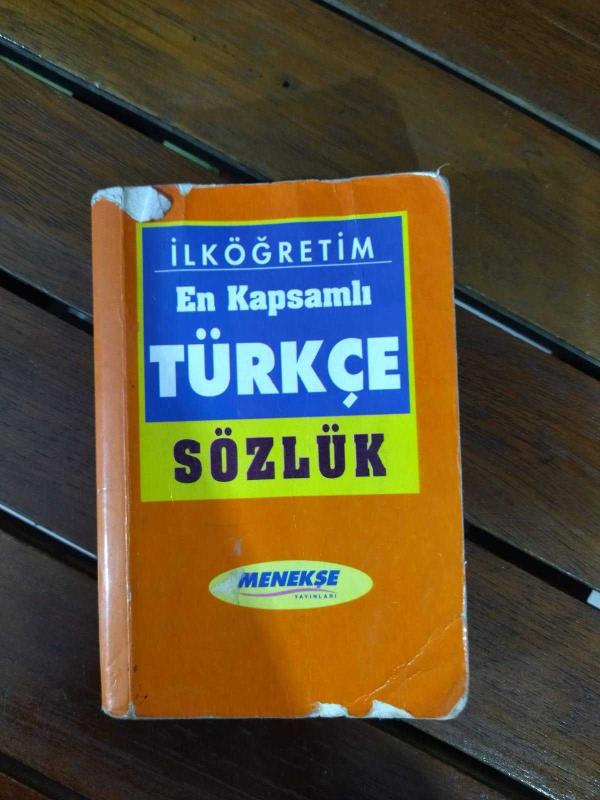 İLKÖĞRETİM
En Kapsamlı
TÜRKÇE
SÖZLÜK
MENEKŞE
YAYINLARI